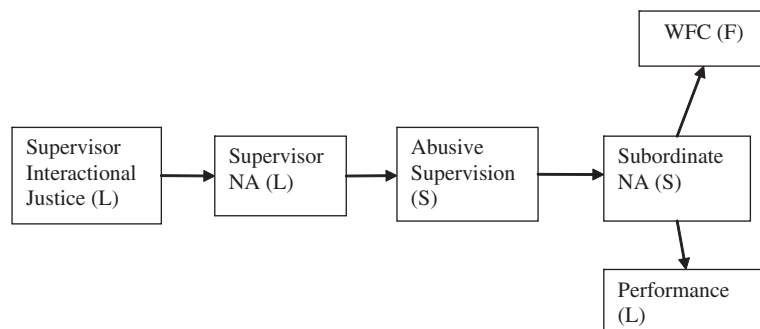 WFC (F)
Supervisor
Interactional
Justice (L)
Supervisor
NA (L)
Abusive
Supervision
(S)
Subordinate
NA (S)
Performance
(L)